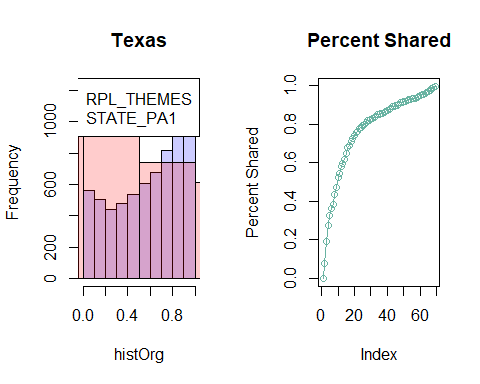 Texas
Percent Shared
RPL_THEMES
STATE_PA1
Frequency
0 200 600 1000
0.0 0.4 0.8
histOrg
Percent Shared
0.0 0.2 0.4 0.6 0.8 1.0
0 20 40 60
Index